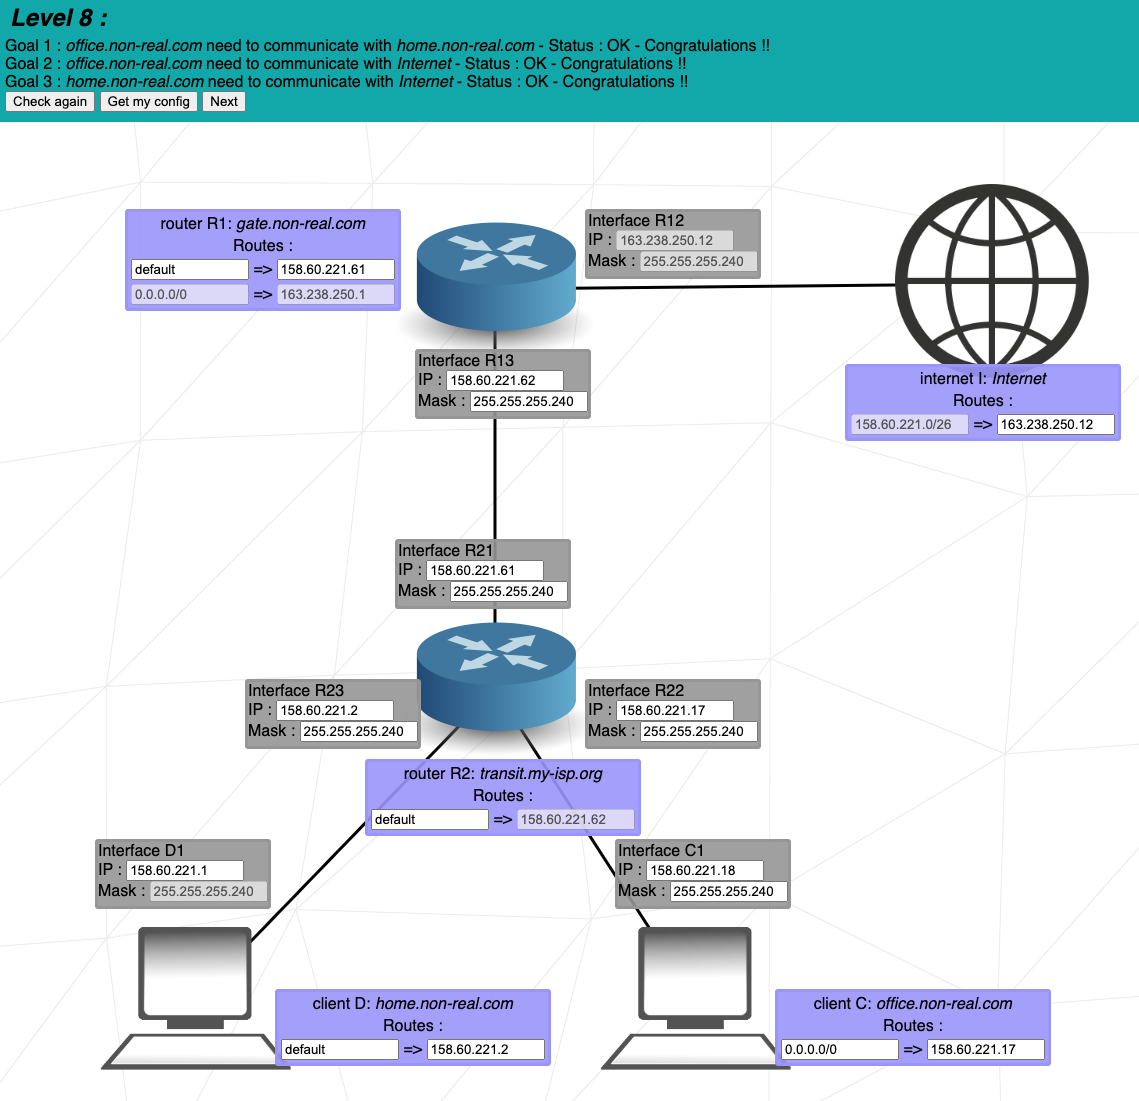 Level 8 :
Goal 1 : office.non-real.com need to communicate with home.non-real.com - Status : OK - Congratulations !!
Goal 2 : office.non-real.com need to communicate with Internet - Status : OK - Congratulations !!
Goal 3 : home.non-real.com need to communicate with Internet - Status : OK - Congratulations !!
Check again Get my config Next
router R1: gate.non-real.com
Routes :
default => 158.60.221.61
0.0.0.0/0 => 163.238.250.1
Interface R12
IP : 163.238.250.12
Mask : 255.255.255.240
Interface R13
IP : 158.60.221.62
Mask : 255.255.255.240
internet I: Internet
Routes :
158.60.221.0/26 => 163.238.250.12
Interface R21
IP : 158.60.221.61
Mask : 255.255.255.240
Interface R23
IP : 158.60.221.2
Mask : 255.255.255.240
Interface R22
IP : 158.60.221.17
Mask : 255.255.255.240
router R2: transit.my-isp.org
Routes :
default => 158.60.221.62
Interface D1
IP : 158.60.221.1
Mask : 255.255.255.240
Interface C1
IP : 158.60.221.18
Mask : 255.255.255.240
client D: home.non-real.com
Routes :
default => 158.60.221.2
client C: office.non-real.com
Routes :
0.0.0.0/0 => 158.60.221.17